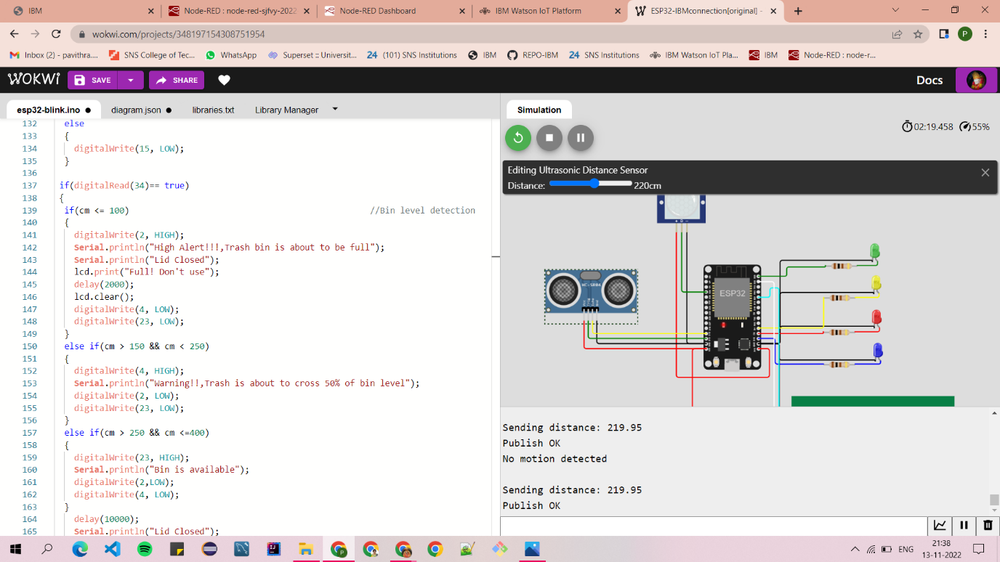 IBM
Node-RED : node-red-sjfvy-2022
Node-RED Dashboard
IBM Watson IoT Platform
ESP32-IBMconnection[original] -
wokwi.com/projects/348197154308751954
P
Inbox (2) - pavithra....
SNS College of Tec...
WhatsApp
Superset :: Universit...
24 (101) SNS Institutions
IBM
REPO-IBM
24 SNS Institutions
IBM Watson IoT Pla...
IBM
Node-RED : node-r...
WOKWI
SAVE
SHARE
Docs
esp32-blink.ino
diagram.json
libraries.txt
Library Manager
132 else
133 {
134 digitalWrite(15, LOW);
135 }
136
137 if(digitalRead(34)== true)
138 {
139 if(cm <= 100) //Bin level detection
140 {
141 digitalWrite(2, HIGH);
142 Serial.println("High Alert!!!,Trash bin is about to be full");
143 Serial.println("Lid Closed");
144 lcd.print("Full! Don't use");
145 delay(2000);
146 lcd.clear();
147 digitalWrite(4, LOW);
148 digitalWrite(23, LOW);
149 }
150 else if(cm > 150 && cm < 250)
151 {
152 digitalWrite(4, HIGH);
153 Serial.println("Warning!!,Trash is about to cross 50% of bin level");
154 digitalWrite(2, LOW);
155 digitalWrite(23, LOW);
156 }
157 else if(cm > 250 && cm <=400)
158 {
159 digitalWrite(23, HIGH);
160 Serial.println("Bin is available");
161 digitalWrite(2,LOW);
162 digitalWrite(4, LOW);
163 }
164 delay(10000);
165 Serial.println("Lid Closed");
Simulation
02:19.458
55%
Editing Ultrasonic Distance Sensor
Distance: 220cm
HC-SR04
ESP32
Sending distance: 219.95
Publish OK
No motion detected
Sending distance: 219.95
Publish OK
P
ENG
21:38
13-11-2022